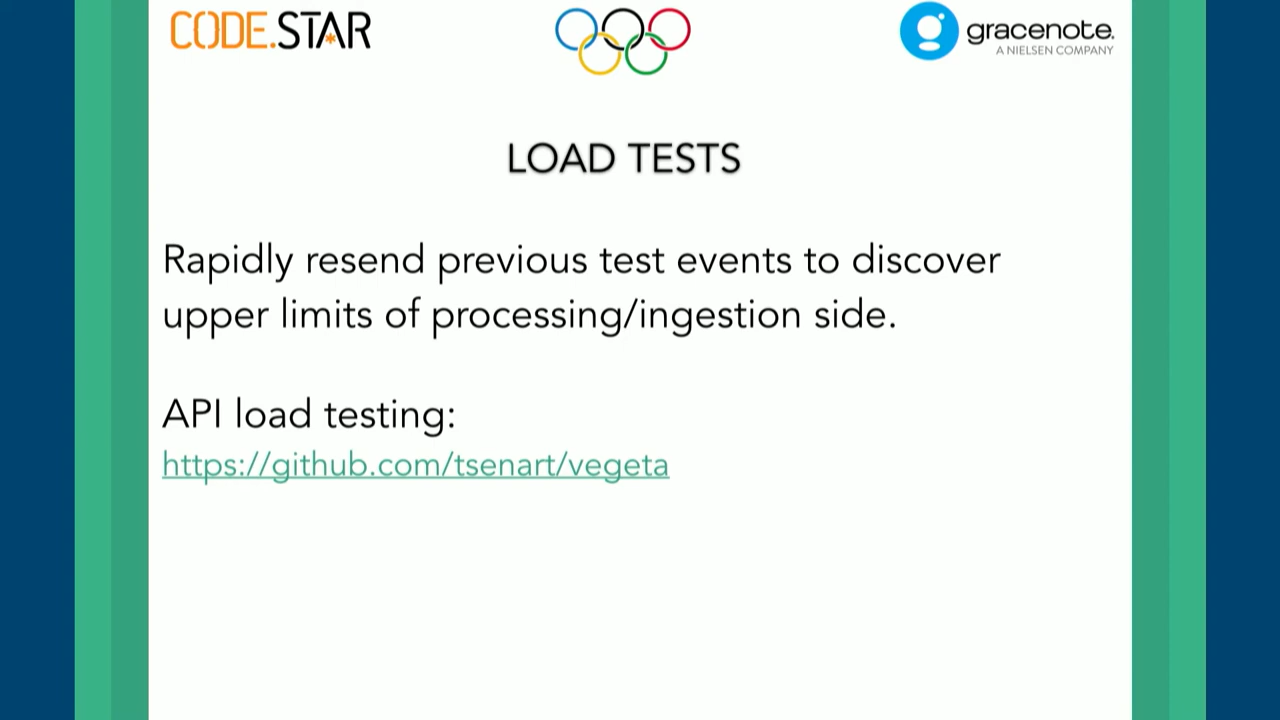 CODE.STAR
gracenote.
A NIELSEN COMPANY
LOAD TESTS
Rapidly resend previous test events to discover
upper limits of processing/ingestion side.
API load testing:
https://github.com/tsenart/vegeta